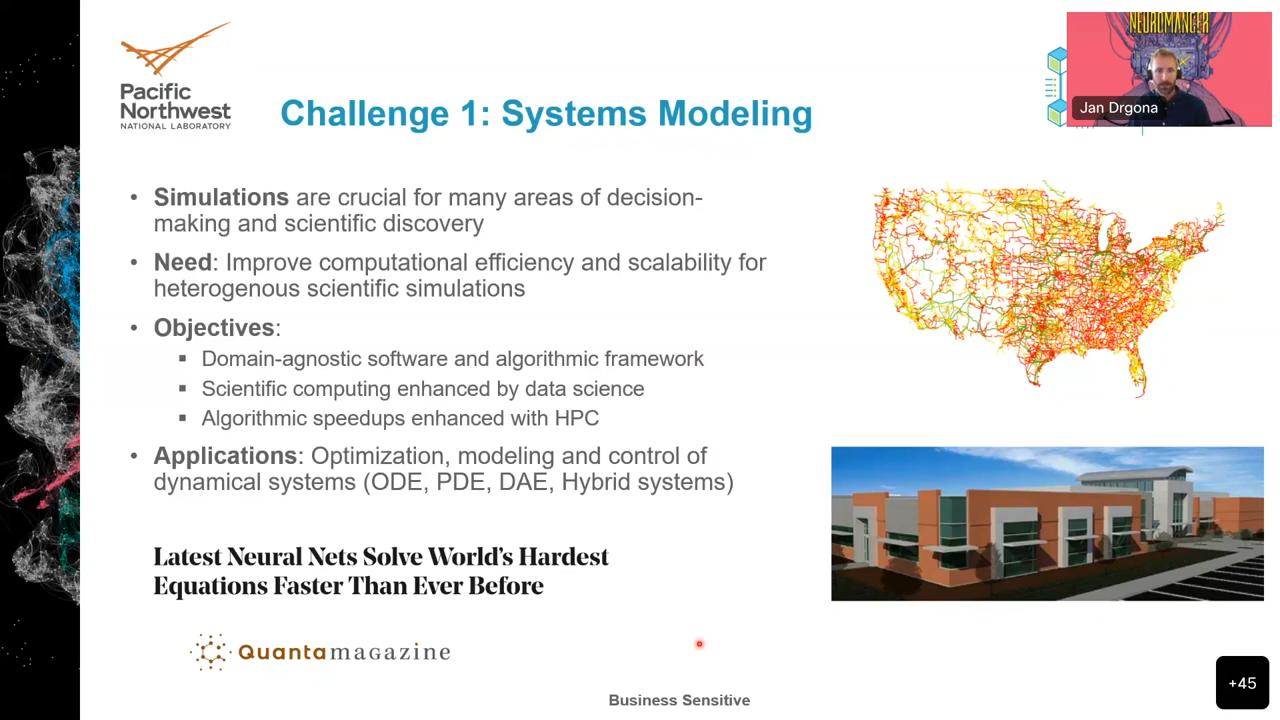 NEUROMANCER
Jan Drgona
Pacific
Northwest
NATIONAL LABORATORY
Challenge 1: Systems Modeling
• Simulations are crucial for many areas of decision-
making and scientific discovery
• Need: Improve computational efficiency and scalability for
heterogenous scientific simulations
• Objectives:
▪ Domain-agnostic software and algorithmic framework
▪ Scientific computing enhanced by data science
▪ Algorithmic speedups enhanced with HPC
• Applications: Optimization, modeling and control of
dynamical systems (ODE, PDE, DAE, Hybrid systems)
Latest Neural Nets Solve World’s Hardest
Equations Faster Than Ever Before
Quantamagazine
Business Sensitive
+45